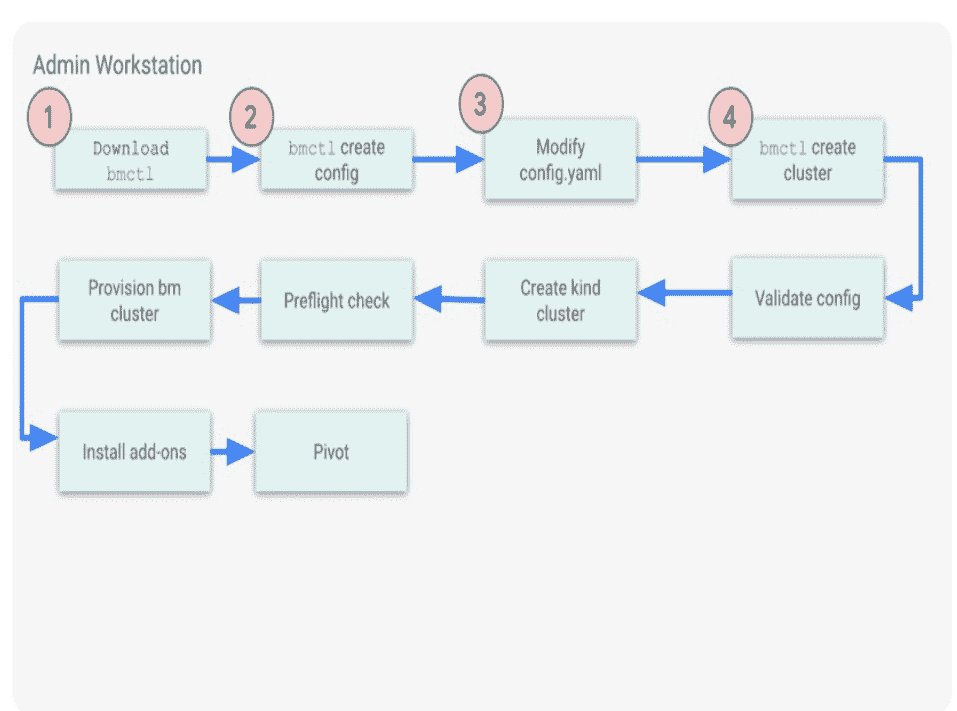 Admin Workstation
1
2
3
4
Download
bmctl
bmctl create
config
Modify
config.yaml
bmctl create
cluster
Provision bm
cluster
Preflight check
Create kind
cluster
Validate config
Install add-ons
Pivot